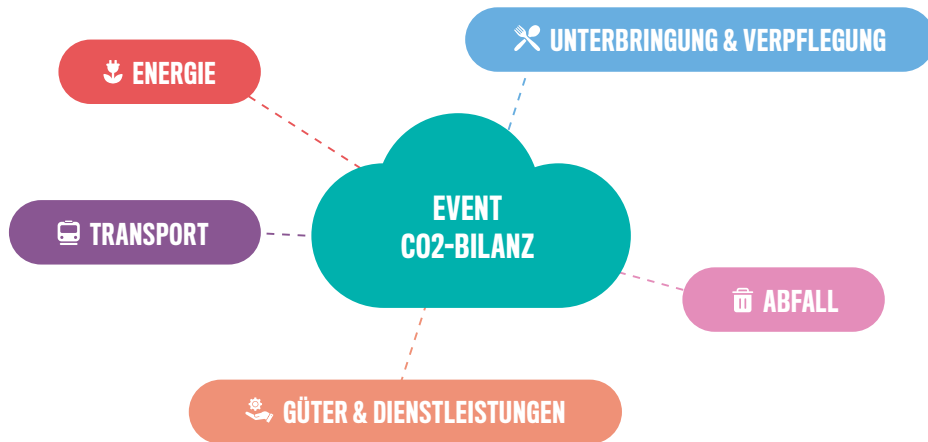 UNTERBRINGUNG & VERPFLEGUNG
ENERGIE
EVENT
CO2-BILANZ
TRANSPORT
ABFALL
GÜTER & DIENSTLEISTUNGEN